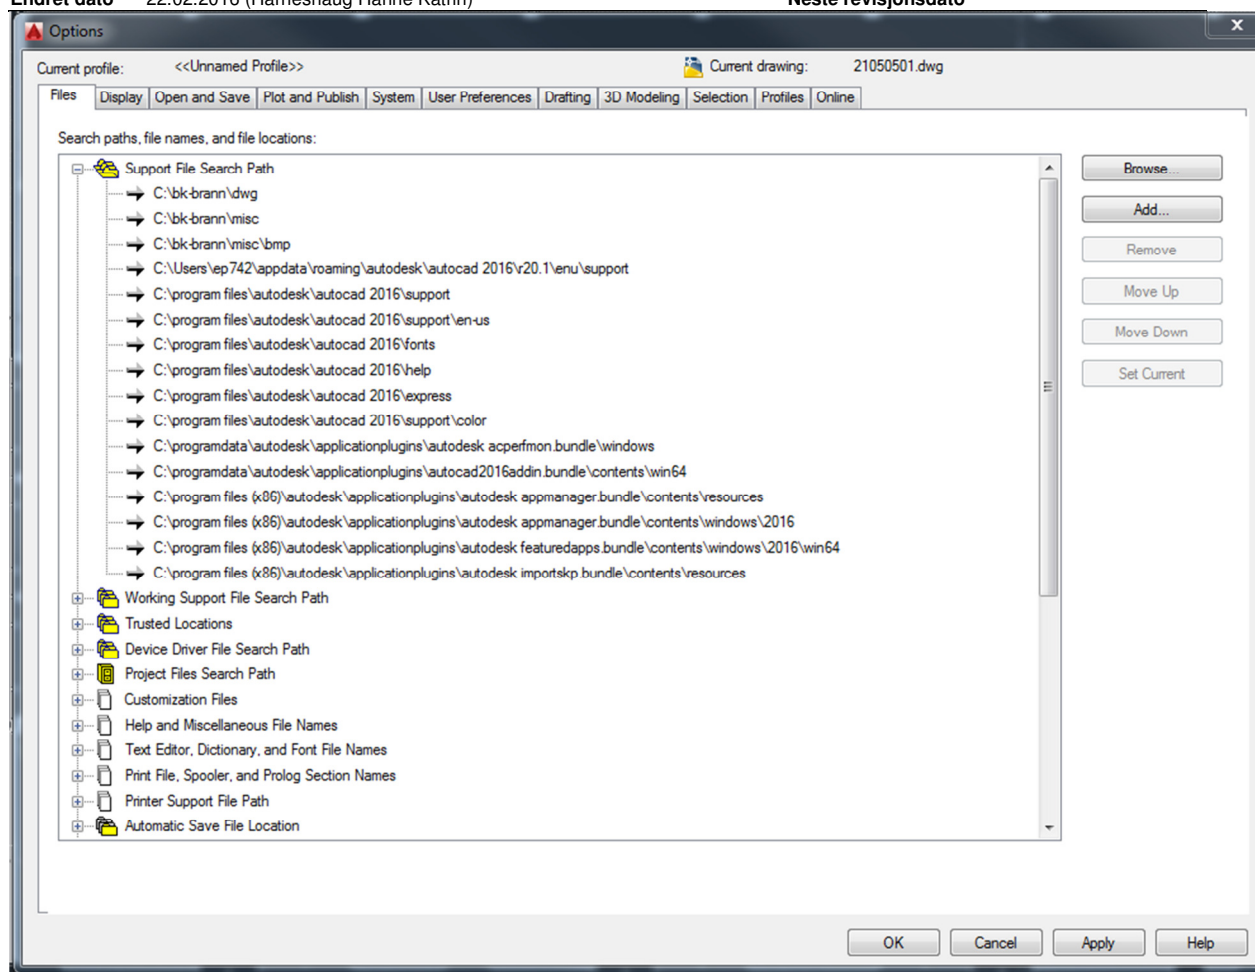 Endret dato 22.02.2016 (Harneshaug Hanne Kathri) Neste revisjonsdato
Options
x
Current profile: <<Unnamed Profile>> Current drawing: 21050501.dwg
Files Display Open and Save Plot and Publish System User Preferences Drafting 3D Modeling Selection Profiles Online
Search paths, file names, and file locations:
Support File Search Path
C:\bk-brann\dwg
C:\bk-brann\misc
C:\bk-brann\misc\bmp
C:\Users\ep742\appdata\roaming\autodesk\autocad 2016\r20.1\enu\support
C:\program files\autodesk\autocad 2016\support
C:\program files\autodesk\autocad 2016\support\en-us
C:\program files\autodesk\autocad 2016\fonts
C:\program files\autodesk\autocad 2016\help
C:\program files\autodesk\autocad 2016\express
C:\program files\autodesk\autocad 2016\support\color
C:\programdata\autodesk\applicationplugins\autodesk acperfmon.bundle\windows
C:\programdata\autodesk\applicationplugins\autocad2016addin.bundle\contents\win64
C:\program files (x86)\autodesk\applicationplugins\autodesk appmanager.bundle\contents\resources
C:\program files (x86)\autodesk\applicationplugins\autodesk appmanager.bundle\contents\windows\2016
C:\program files (x86)\autodesk\applicationplugins\autodesk featuredapps.bundle\contents\windows\2016\win64
C:\program files (x86)\autodesk\applicationplugins\autodesk importskp.bundle\contents\resources
Working Support File Search Path
Trusted Locations
Device Driver File Search Path
Project Files Search Path
Customization Files
Help and Miscellaneous File Names
Text Editor, Dictionary, and Font File Names
Print File, Spooler, and Prolog Section Names
Printer Support File Path
Automatic Save File Location
Browse...
Add...
Remove
Move Up
Move Down
Set Current
OK Cancel Apply Help